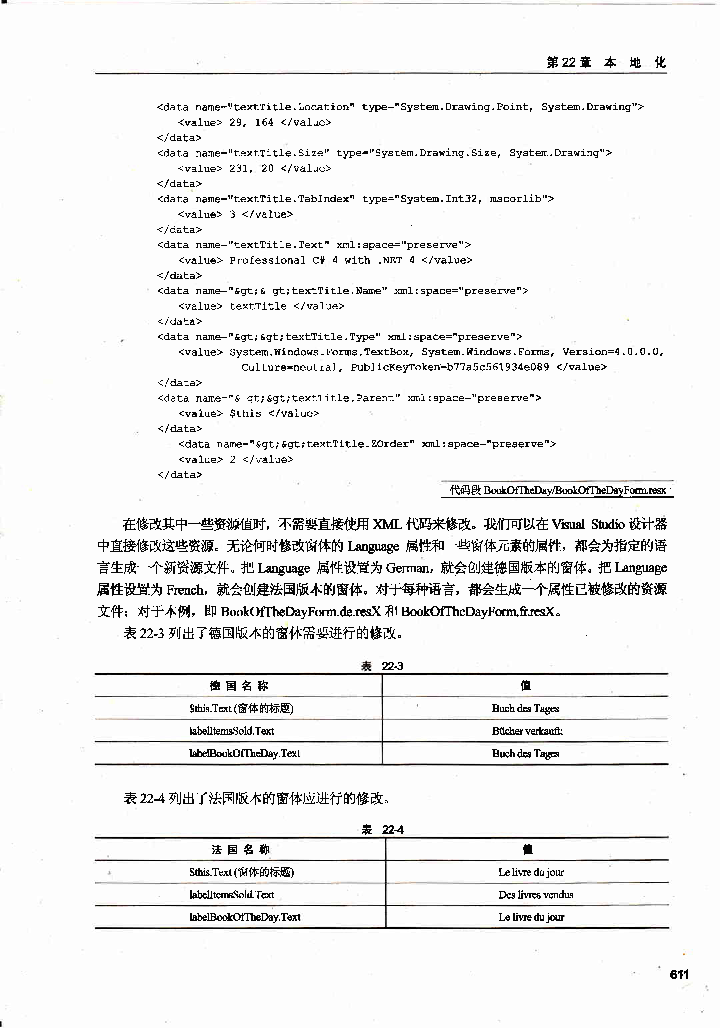 第22章 本 地 化
<data name="textTitle.Location" type="System.Drawing.Point, System.Drawing">
<value> 29, 164 </value>
</data>
<data name="textTitle.Size" type="System.Drawing.Size, System.Drawing">
<value> 231, 20 </value>
</data>
<data name="textTitle.TabIndex" type="System.Int32, mscorlib">
<value> 3 </value>
</data>
<data name="textTitle.Text" xml:space="preserve">
<value> Professional C# 4 with .NET 4 </value>
</data>
<data name="&gt;& gt;textTitle.Name" xml:space="preserve">
<value> textTitle </value>
</data>
<data name="&gt;&gt;textTitle.Type" xml:space="preserve">
<value> System.Windows.Forms.TextBox, System.Windows.Forms, Version=4.0.0.0,
Culture=neutral, PublicKeyToken=b77a5c561934e089 </value>
</data>
<data name="& gt;&gt;textTitle.Parent" xml:space="preserve">
<value> $this </value>
</data>
<data name="&gt;&gt;textTitle.ZOrder" xml:space="preserve">
<value> 2 </value>
</data>
代码段 BookOfTheDay/BookOfTheDayForm.resx
在修改其中一些资源值时，不需要直接使用 XML 代码来修改。我们可以在 Visual Studio 设计器
中直接修改这些资源。无论何时修改窗体的 Language 属性和一些窗体元素的属性，都会为指定的语
言生成一个新资源文件。把 Language 属性设置为 German，就会创建德国版本的窗体。把 Language
属性设置为 French，就会创建法国版本的窗体。对于每种语言，都会生成一个属性已被修改的资源
文件；对于本例，即 BookOfTheDayForm.de.resX 和 BookOfTheDayForm.fr.resX。
表 22-3 列出了德国版本的窗体需要进行的修改。
表 22-3
德 国 名 称 值
$this.Text (窗体的标题) Buch des Tages
labelItemsSold.Text Bücher verkauft:
labelBookOfTheDay.Text Buch des Tages
表 22-4 列出了法国版本的窗体应进行的修改。
表 22-4
法 国 名 称 值
$this.Text (窗体的标题) Le livre du jour
labelItemsSold.Text Des livres vendus
labelBookOfTheDay.Text Le livre du jour
611